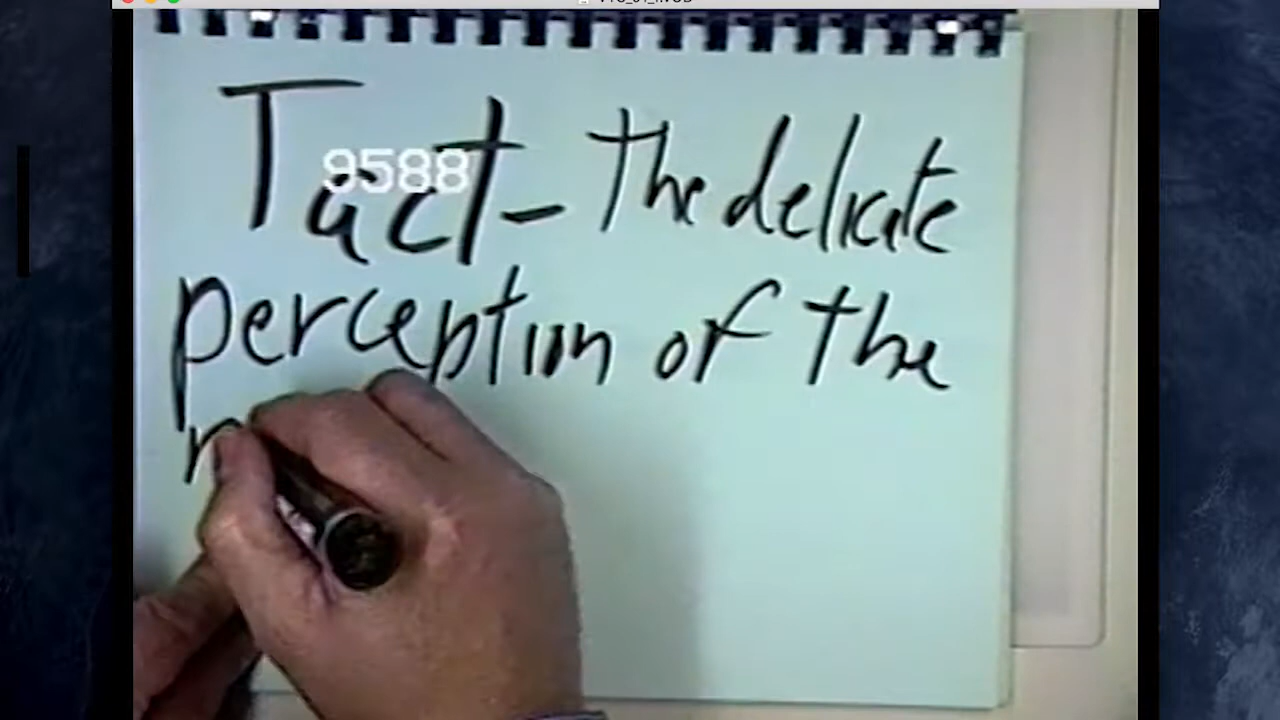 9588
Tact - The delicate
perception of the